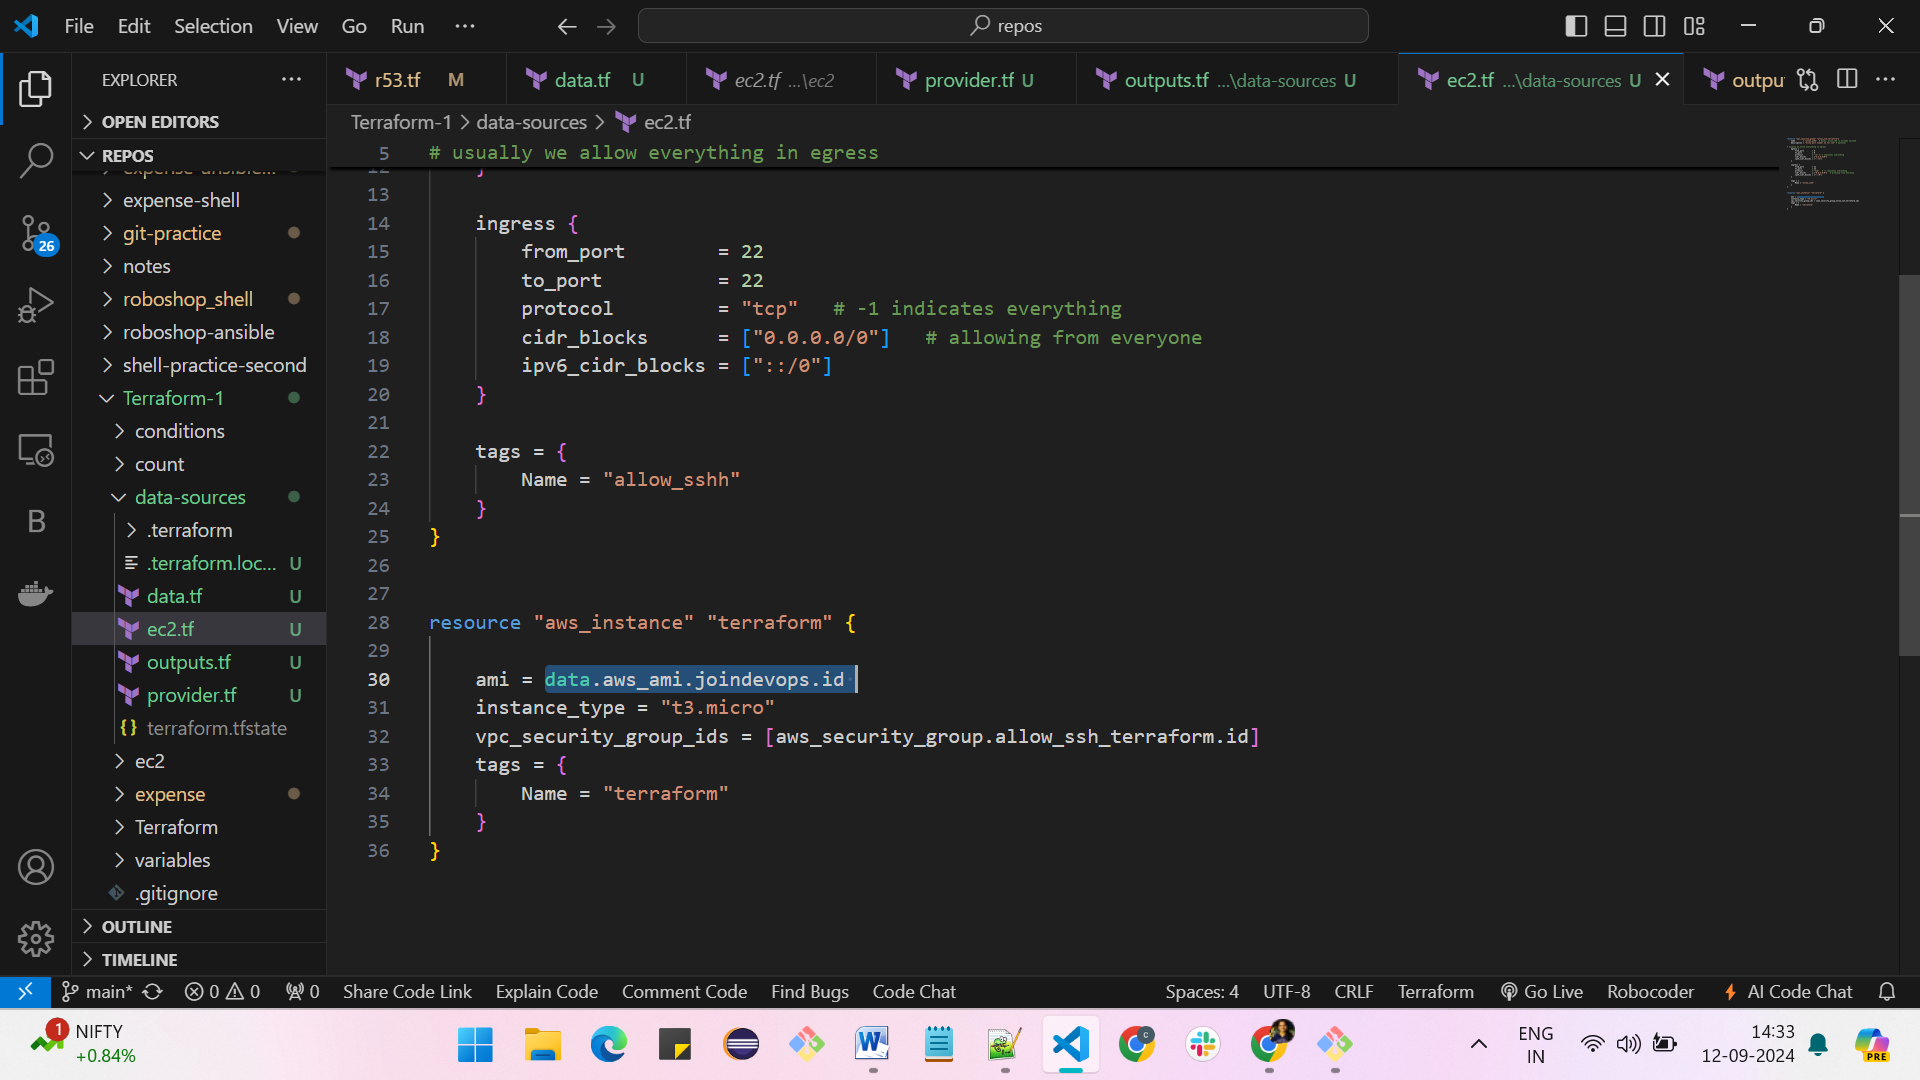 File Edit Selection View Go Run ...
repos
EXPLORER
OPEN EDITORS
REPOS
expense-shell
git-practice
notes
roboshop_shell
roboshop-ansible
shell-practice-second
Terraform-1
conditions
count
data-sources
.terraform
.terraform.loc... U
data.tf U
ec2.tf U
outputs.tf U
provider.tf U
{} terraform.tfstate
ec2
expense
Terraform
variables
.gitignore
OUTLINE
TIMELINE
26
B
r53.tf M
data.tf U
ec2.tf ...\ec2
provider.tf U
outputs.tf ...\data-sources U
ec2.tf ...\data-sources U
outpu
Terraform-1 > data-sources > ec2.tf
5 # usually we allow everything in egress
12 }
13
14 ingress {
15 from_port = 22
16 to_port = 22
17 protocol = "tcp" # -1 indicates everything
18 cidr_blocks = ["0.0.0.0/0"] # allowing from everyone
19 ipv6_cidr_blocks = ["::/0"]
20 }
21
22 tags = {
23 Name = "allow_sshh"
24 }
25 }
26
27
28 resource "aws_instance" "terraform" {
29
30 ami = data.aws_ami.joindevops.id
31 instance_type = "t3.micro"
32 vpc_security_group_ids = [aws_security_group.allow_ssh_terraform.id]
33 tags = {
34 Name = "terraform"
35 }
36 }
main* 0 0 0 Share Code Link Explain Code Comment Code Find Bugs Code Chat
Spaces: 4 UTF-8 CRLF Terraform Go Live Robocoder AI Code Chat
1 NIFTY
+0.84%
ENG
IN
14:33
12-09-2024
PRE